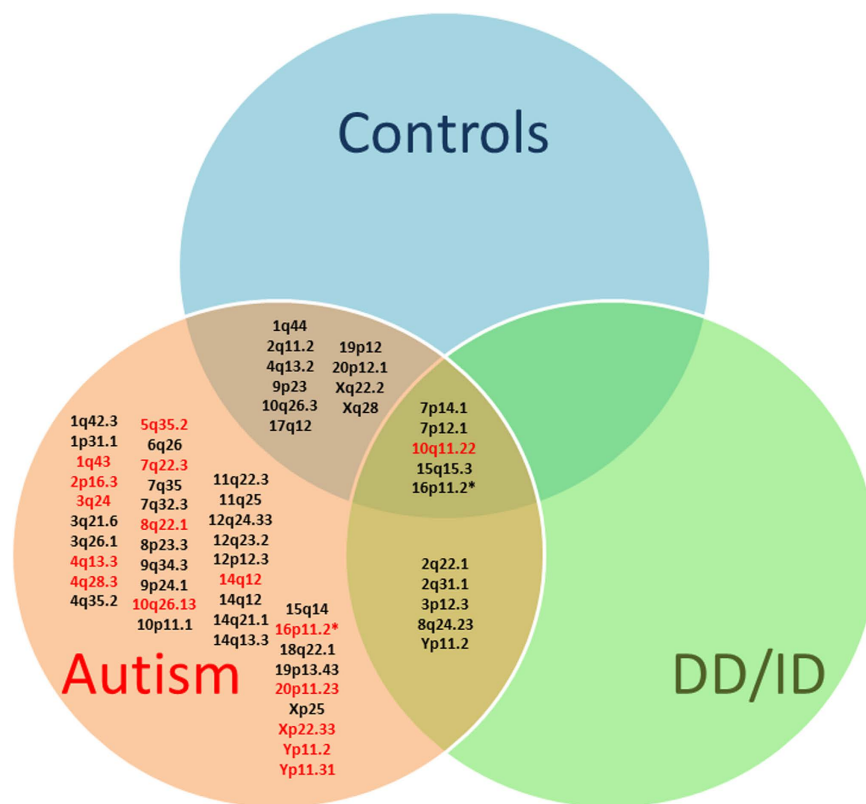 Controls
1q44
2q11.2
4q13.2
9p23
10q26.3
17q12
19p12
20p12.1
Xq22.2
Xq28
7p14.1
7p12.1
10q11.22
15q15.3
16p11.2*
1q42.3
1p31.1
1q43
2p16.3
3q24
3q21.6
3q26.1
4q13.3
4q28.3
4q35.2
5q35.2
6q26
7q22.3
7q35
7q32.3
8q22.1
8p23.3
9q34.3
9p24.1
10q26.13
10p11.1
11q22.3
11q25
12q24.33
12q23.2
12p12.3
14q12
14q12
14q21.1
14q13.3
15q14
16p11.2*
18q22.1
19p13.43
20p11.23
Xp25
Xp22.33
Yp11.2
Yp11.31
2q22.1
2q31.1
3p12.3
8q24.23
Yp11.2
Autism
DD/ID